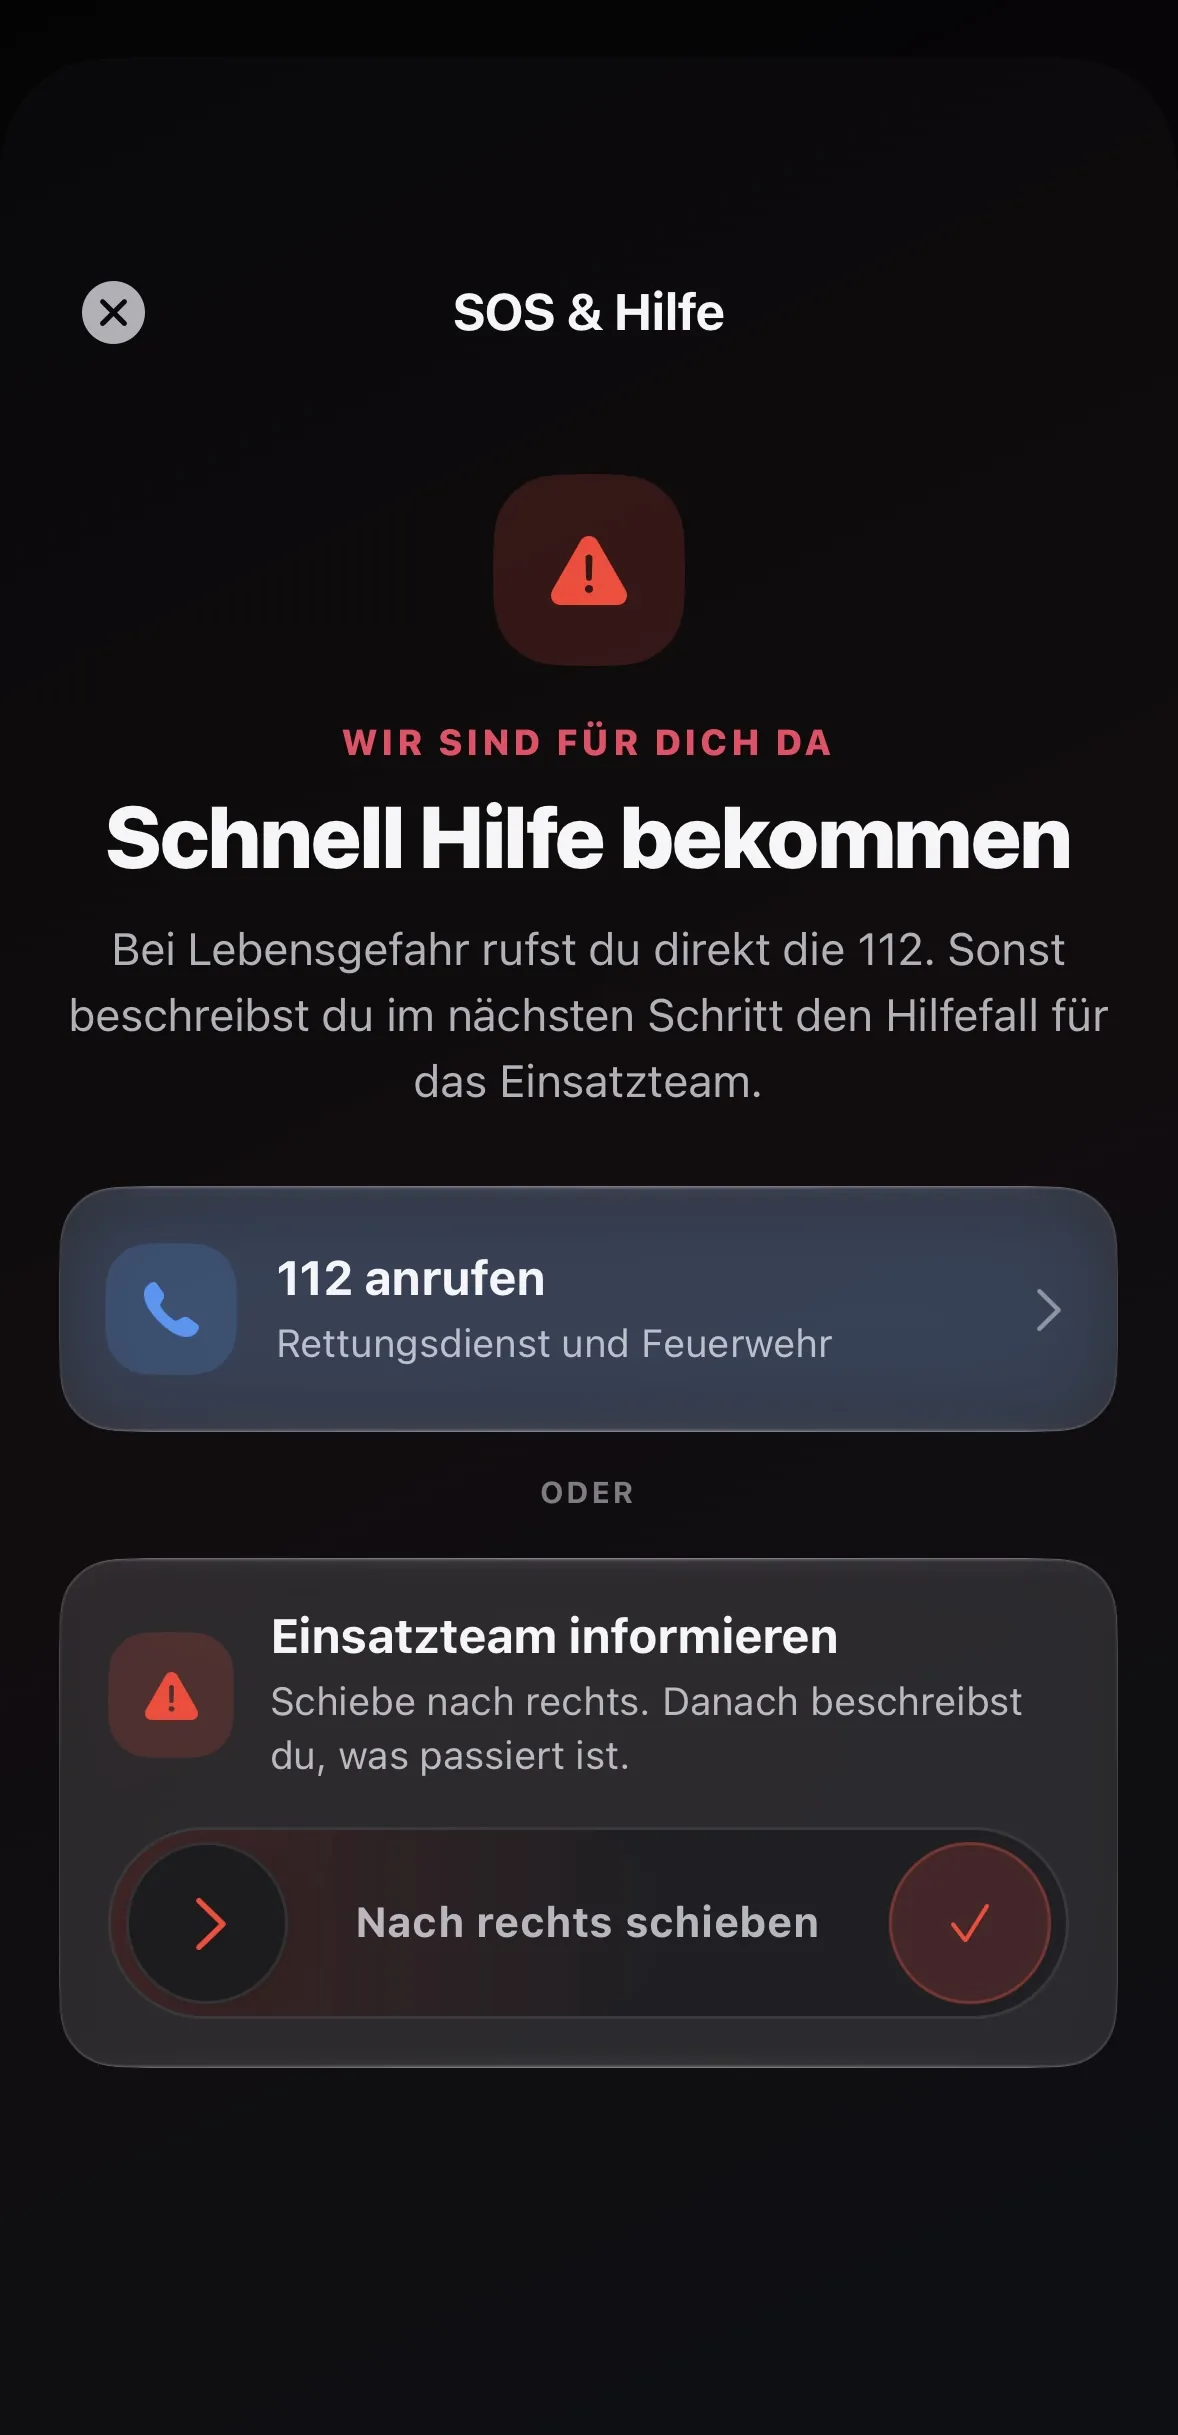 SOS & Hilfe
WIR SIND FÜR DICH DA
Schnell Hilfe bekommen
Bei Lebensgefahr rufst du direkt die 112. Sonst
beschreibst du im nächsten Schritt den Hilfefall für
das Einsatzteam.
112 anrufen
Rettungsdienst und Feuerwehr
ODER
Einsatzteam informieren
Schiebe nach rechts. Danach beschreibst
du, was passiert ist.
Nach rechts schieben